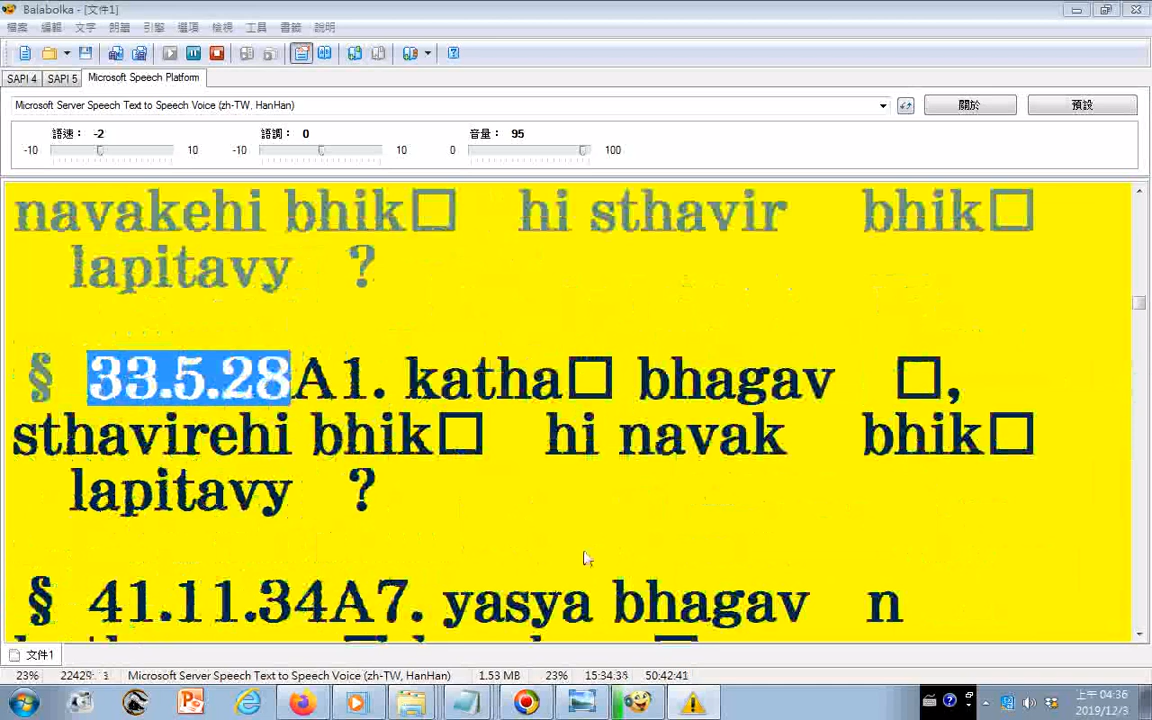 Balabolka - [文件1]
檔案 編輯 文字 朗筆 引擎 選項 檢視 工具 書籤 說明
SAPI 4 SAPI 5 Microsoft Speech Platform
Microsoft Server Speech Text to Speech Voice (zh-TW, HanHan) 關於 預設
語速: -2 語調: 0 音量: 95
-10 10 -10 10 0 100
navakehi bhik□ hi sthavir bhik□
lapitavy ?
§ 33.5.28A1. katha□ bhagav □,
sthavirehi bhik□ hi navak bhik□
lapitavy ?
§ 41.11.34A7. yasya bhagav n
文件1
23% Microsoft Server Speech Text to Speech Voice (zh-TW, HanHan) 1.53 MB 23% 15:34:36 50:42:41
上午 04:36
2019/12/3